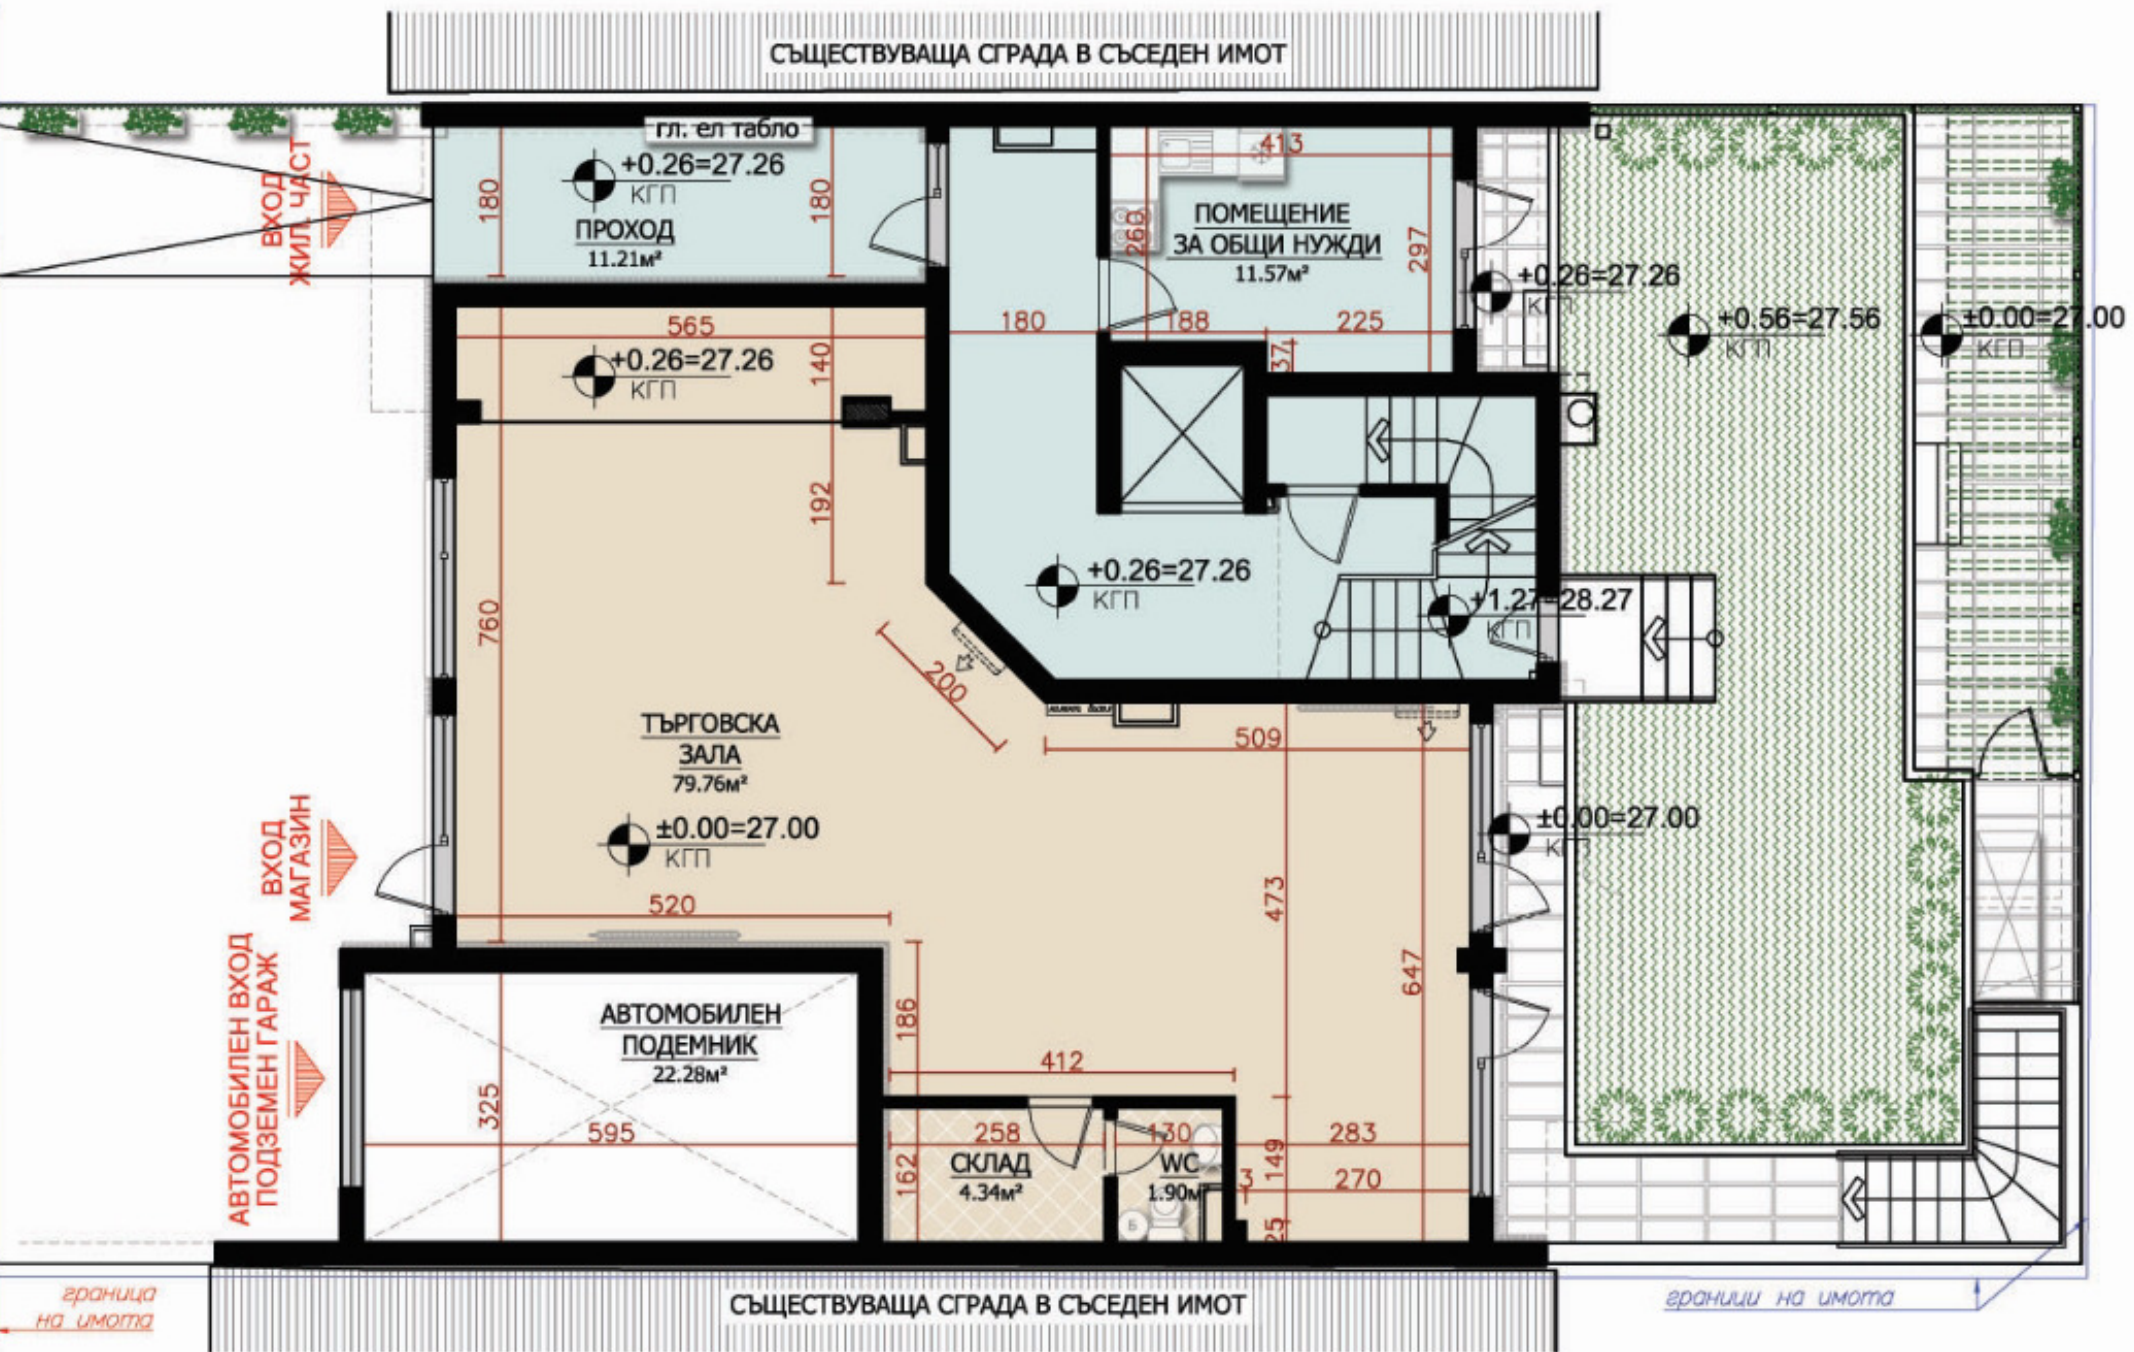 СЪЩЕСТВУВАЩА СГРАДА В СЪСЕДЕН ИМОТ
гл. ел табло
+0.26=27.26
КГП
ПРОХОД
11.21м²
180
180
ВХОД
ЖИЛ. ЧАСТ
413
260
ПОМЕЩЕНИЕ
ЗА ОБЩИ НУЖДИ
11.57м²
297
180
188
225
37
+0.26=27.26
КГП
+0.56=27.56
КГП
±0.00=27.00
КГП
565
+0.26=27.26
КГП
140
192
760
+0.26=27.26
КГП
+1.27=28.27
КГП
200
509
ТЪРГОВСКА
ЗАЛА
79.76м²
±0.00=27.00
КГП
±0.00=27.00
КГП
ВХОД
МАГАЗИН
520
473
647
186
412
АВТОМОБИЛЕН ВХОД
ПОДЗЕМЕН ГАРАЖ
АВТОМОБИЛЕН
ПОДЕМНИК
22.28м²
325
595
258
130
283
162
СКЛАД
4.34м²
WC
1.90м²
Б
149
3
270
25
СЪЩЕСТВУВАЩА СГРАДА В СЪСЕДЕН ИМОТ
граница
на имота
граници на имота